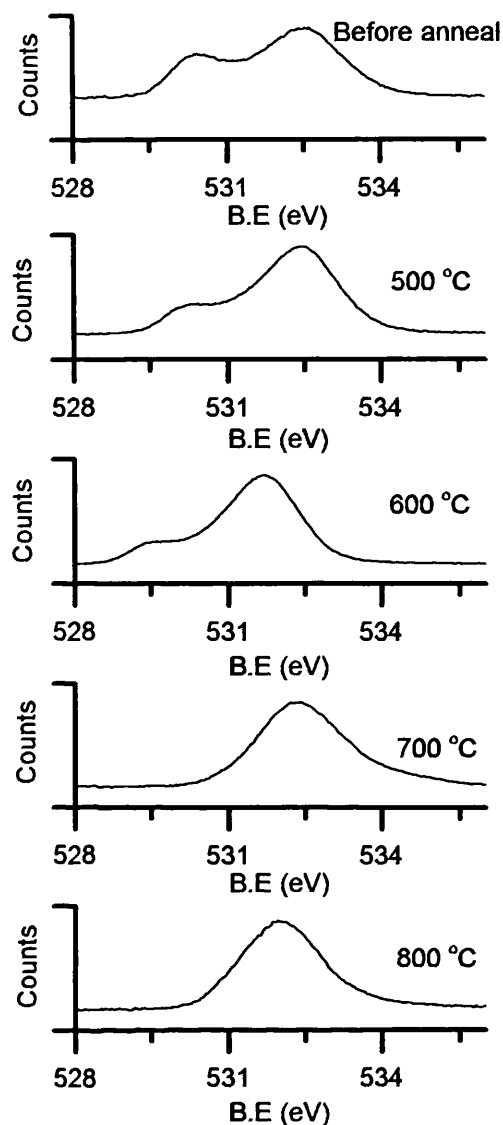 Before anneal
Counts
528 531 534
B.E (eV)
500 °C
Counts
528 531 534
B.E (eV)
600 °C
Counts
528 531 534
B.E (eV)
700 °C
Counts
528 531 534
B.E (eV)
800 °C
Counts
528 531 534
B.E (eV)